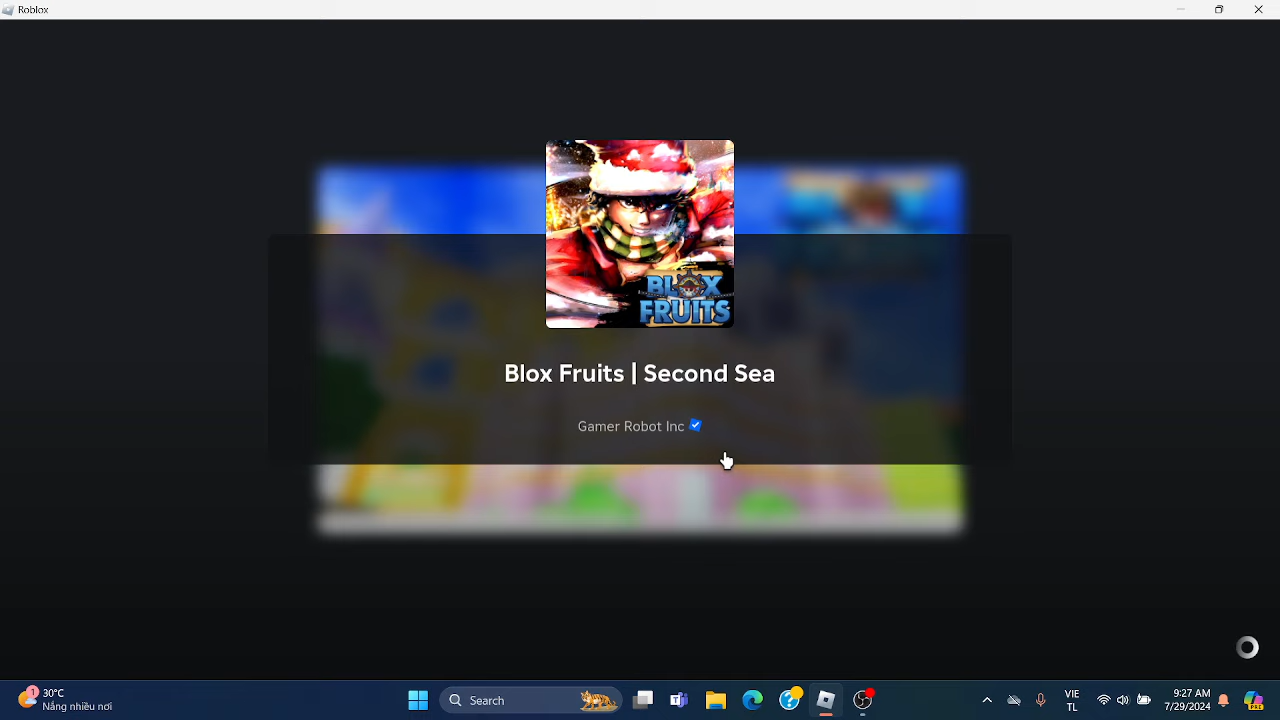 Roblox
BLOX
FRUITS
Blox Fruits | Second Sea
Gamer Robot Inc
1
30°C
Nắng nhiều nơi
Search
VIE
TL
9:27 AM
7/29/2024